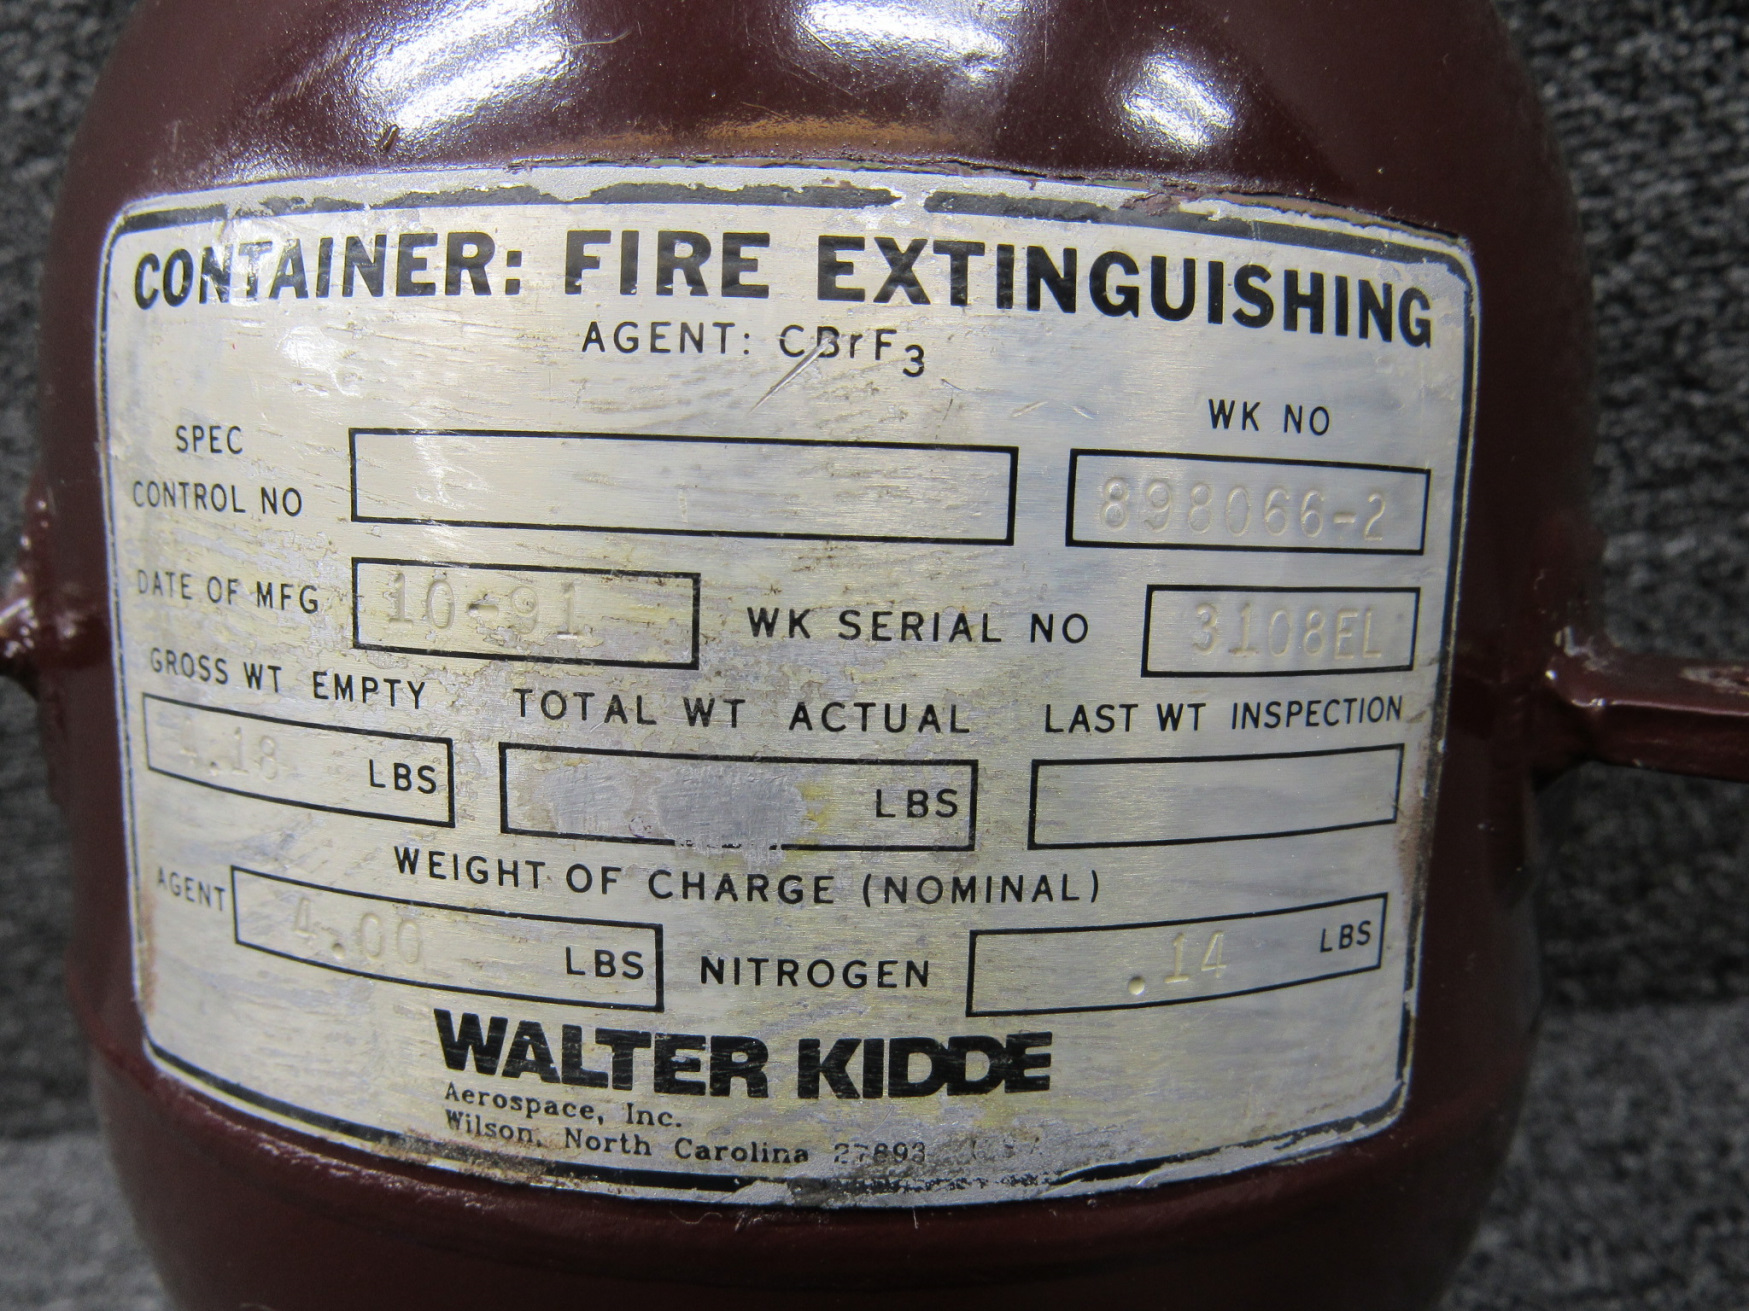 CONTAINER: FIRE EXTINGUISHING
AGENT: CBrF3
WK NO
SPEC
CONTROL NO
898066-2
DATE OF MFG 10-91 WK SERIAL NO 3108EL
GROSS WT EMPTY TOTAL WT ACTUAL LAST WT INSPECTION
.18 LBS LBS
WEIGHT OF CHARGE (NOMINAL)
AGENT 4.00 LBS NITROGEN .14 LBS
WALTER KIDDE
Aerospace, Inc.
Wilson, North Carolina 27893